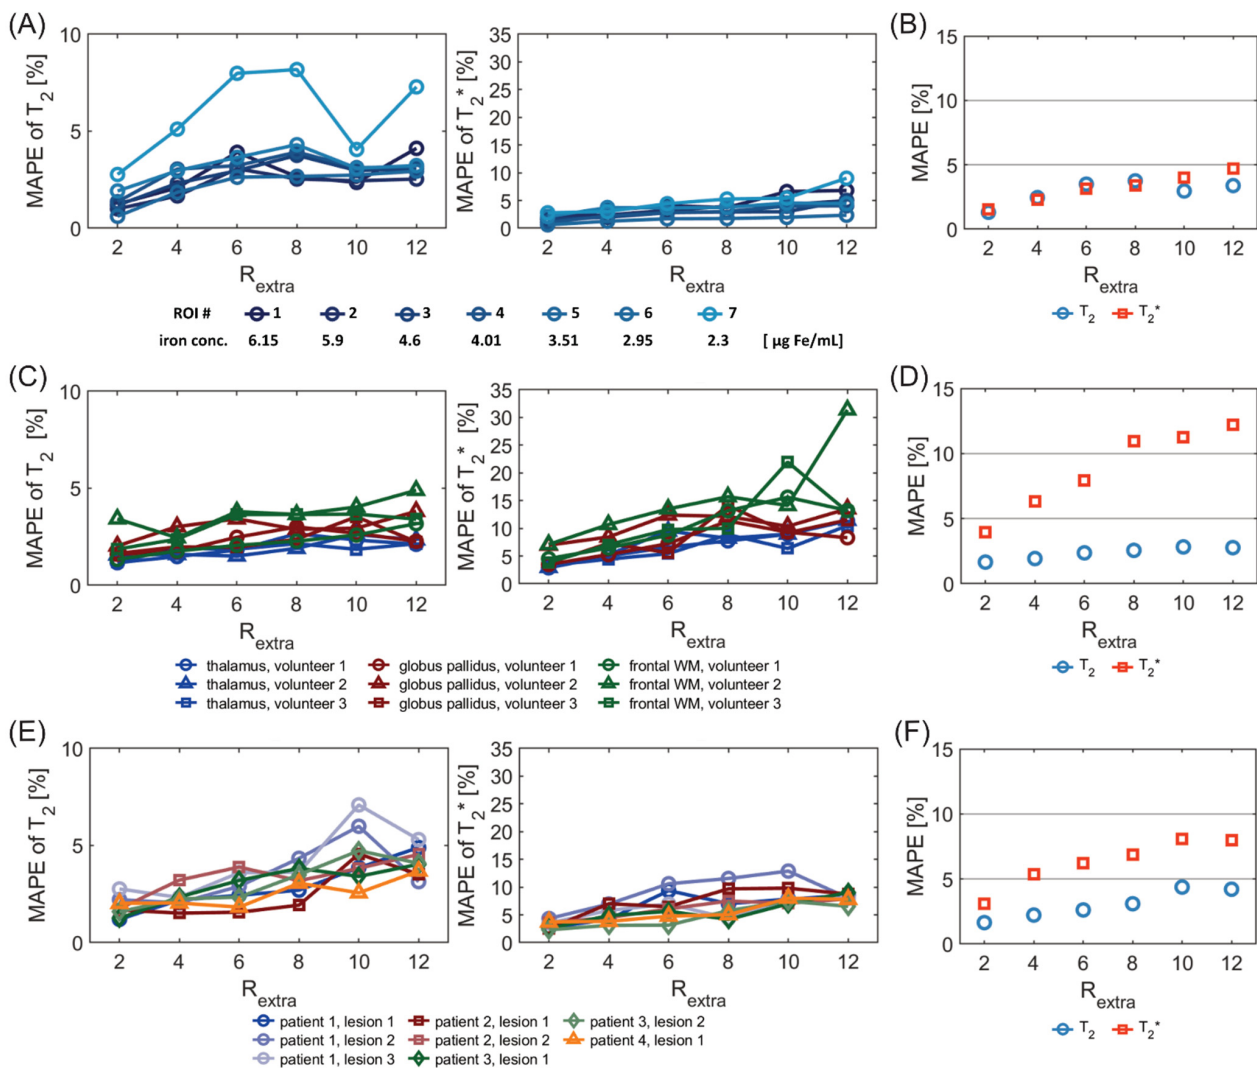 (A)
MAPE of T2 [%]
10
5
0
2 4 6 8 10 12
Rextra
MAPE of T2* [%]
35
30
25
20
15
10
5
0
2 4 6 8 10 12
Rextra
(B)
MAPE [%]
15
10
5
0
2 4 6 8 10 12
Rextra
T2 T2*
ROI # 1 2 3 4 5 6 7
iron conc. 6.15 5.9 4.6 4.01 3.51 2.95 2.3 [ µg Fe/mL]
(C)
MAPE of T2 [%]
10
5
0
2 4 6 8 10 12
Rextra
MAPE of T2* [%]
35
30
25
20
15
10
5
0
2 4 6 8 10 12
Rextra
(D)
MAPE [%]
15
10
5
0
2 4 6 8 10 12
Rextra
T2 T2*
thalamus, volunteer 1 globus pallidus, volunteer 1 frontal WM, volunteer 1
thalamus, volunteer 2 globus pallidus, volunteer 2 frontal WM, volunteer 2
thalamus, volunteer 3 globus pallidus, volunteer 3 frontal WM, volunteer 3
(E)
MAPE of T2 [%]
10
5
0
2 4 6 8 10 12
Rextra
MAPE of T2* [%]
35
30
25
20
15
10
5
0
2 4 6 8 10 12
Rextra
(F)
MAPE [%]
15
10
5
0
2 4 6 8 10 12
Rextra
T2 T2*
patient 1, lesion 1 patient 2, lesion 1 patient 3, lesion 2
patient 1, lesion 2 patient 2, lesion 2 patient 4, lesion 1
patient 1, lesion 3 patient 3, lesion 1